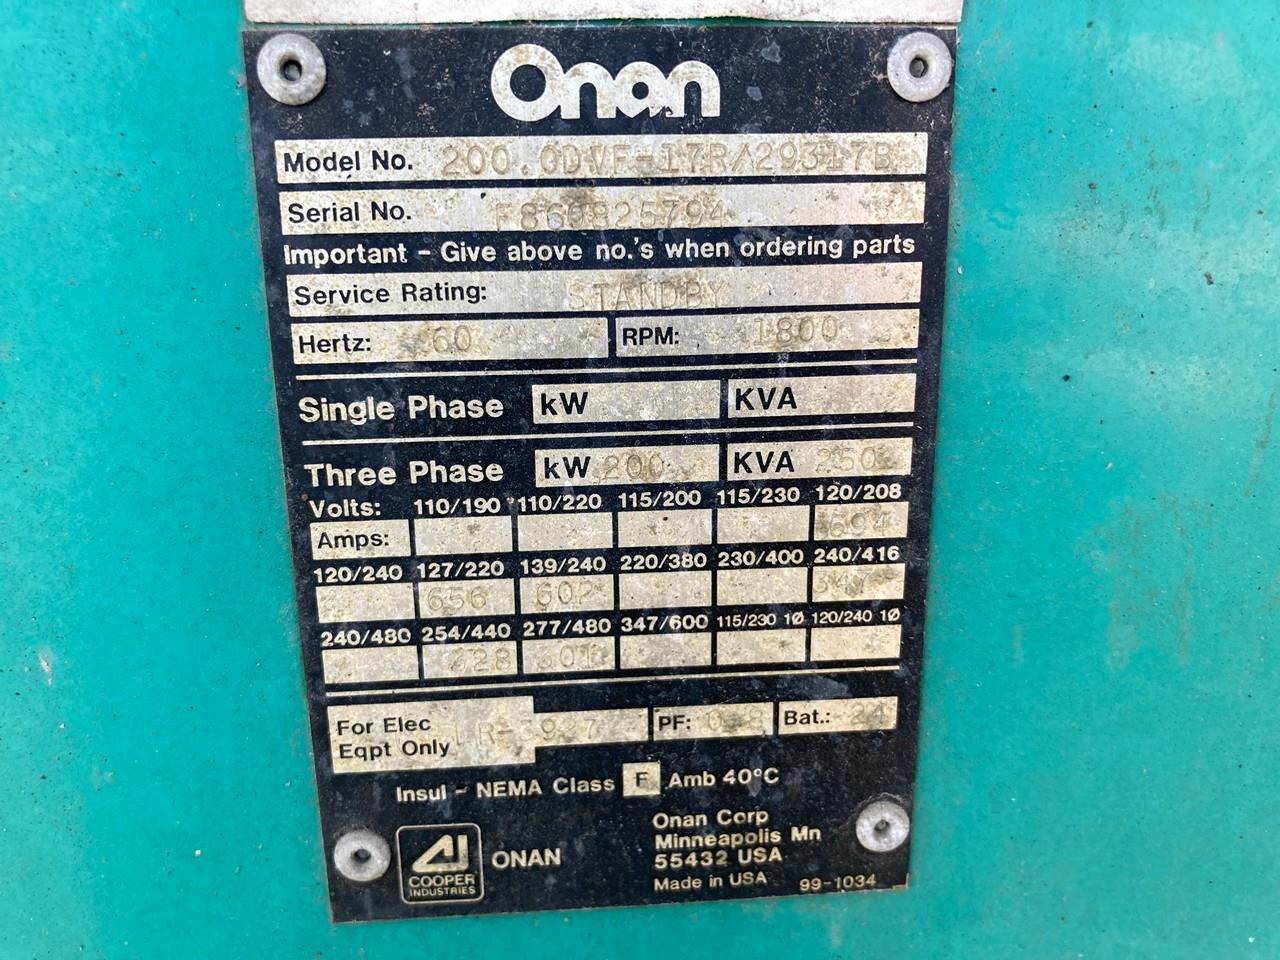 Onan
Model No. 200.0DVF-17R/29317B
Serial No. F860825794
Important - Give above no.'s when ordering parts
Service Rating: STANDBY
Hertz: 60 RPM: 1800
Single Phase kW KVA
Three Phase kW 200 KVA 250
Volts: 110/190 110/220 115/200 115/230 120/208
Amps: 694
120/240 127/220 139/240 220/380 230/400 240/416
656 602 347
240/480 254/440 277/480 347/600 115/230 1Ø 120/240 1Ø
328 301
For Elec
Eqpt Only R-3927 PF: 0.8 Bat.: 24
Insul - NEMA Class F Amb 40°C
AI
COOPER
INDUSTRIES
ONAN
Onan Corp
Minneapolis Mn
55432 USA
Made in USA 99-1034